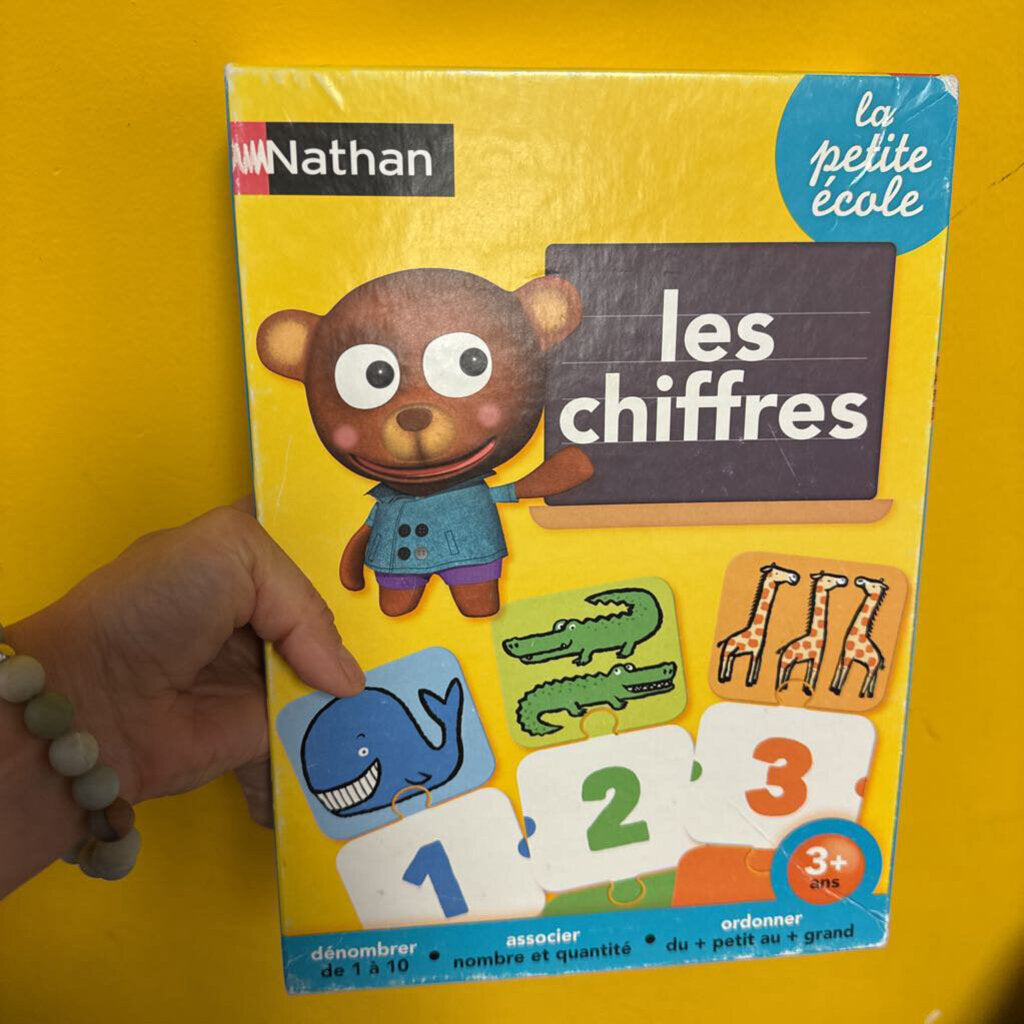 Nathan
la
petite
école
les
chiffres
1
2
3
3+
ans
dénombrer
de 1 à 10
•
associer
nombre et quantité
•
ordonner
du + petit au + grand